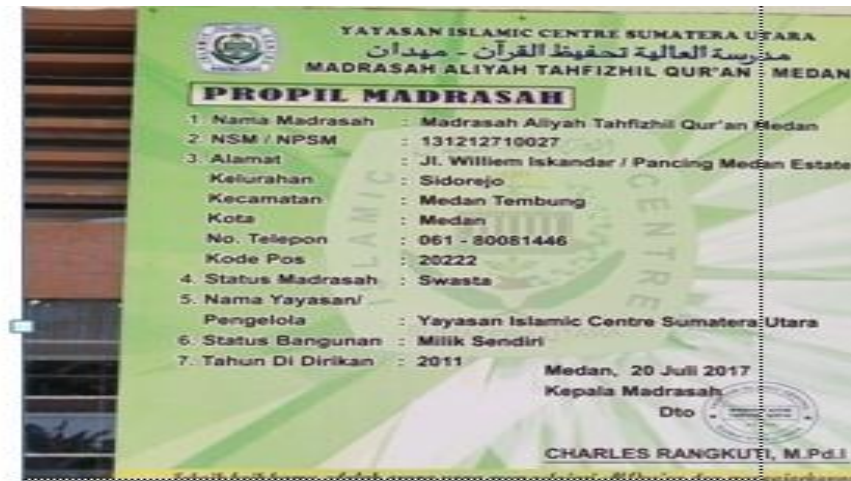 YAYASAN ISLAMIC CENTRE SUMATERA UTARA
مدرسة العالية تحفيظ القرآن - ميدان
MADRASAH ALIYAH TAHFIZHIL QUR'AN - MEDAN
PROPIL MADRASAH
1. Nama Madrasah : Madrasah Aliyah Tahfizhil Qur'an Medan
2. NSM / NPSM : 131212710027
3. Alamat : Jl. Williem Iskandar / Pancing Medan Estate
Kelurahan : Sidorejo
Kecamatan : Medan Tembung
Kota : Medan
No. Telepon : 061 - 80081446
Kode Pos : 20222
4. Status Madrasah : Swasta
5. Nama Yayasan/
Pengelola : Yayasan Islamic Centre Sumatera Utara
6. Status Bangunan : Milik Sendiri
7. Tahun Di Dirikan : 2011
Medan, 20 Juli 2017
Kepala Madrasah
Dto
CHARLES RANGKUTI, M.Pd.I
ISLAMIC CENTRE